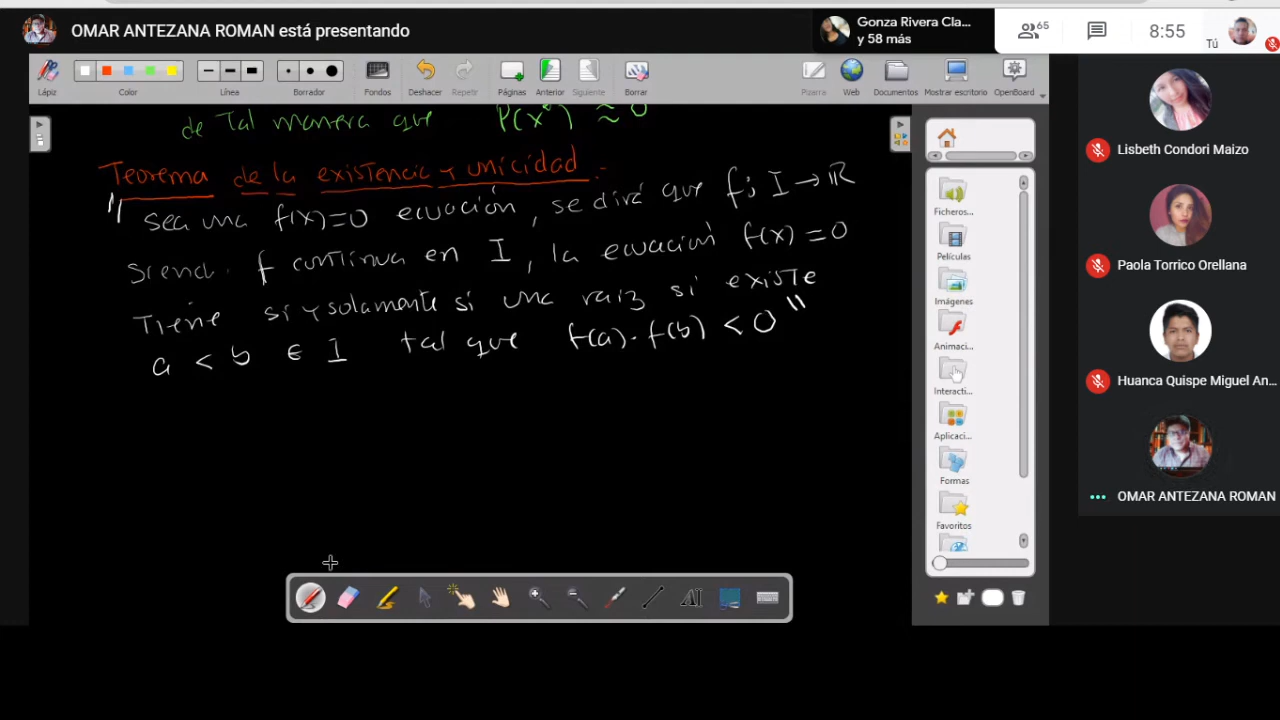 OMAR ANTEZANA ROMAN está presentando
Gonza Rivera Cla...
y 58 más
65
8:55
Tú
Lápiz
Color
Línea
Borrador
Fondos
Deshacer
Repetir
Páginas
Anterior
Siguiente
Borrar
Pizarra
Web
Documentos
Mostrar escritorio
OpenBoard
de tal manera que P(x*) ≈ 0
Teorema de la existencia y unicidad.-
" Sea una f(x)=0 ecuación, se dirá que f; I → ℝ
siend. f continua en I, la ecuación f(x) = 0
Tiene si y solamente si una raiz si existe
a < b ∈ I tal que f(a).f(b) < 0 "
Ficheros...
Películas
Imágenes
Animaci...
Interacti...
Aplicaci...
Formas
Favoritos
Lisbeth Condori Maizo
Paola Torrico Orellana
Huanca Quispe Miguel An...
OMAR ANTEZANA ROMAN
AI